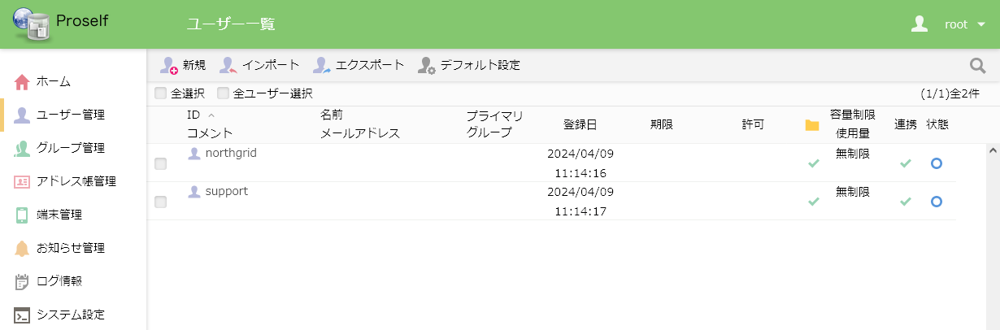 Proself
ユーザー一覧
root
ホーム
ユーザー管理
グループ管理
アドレス帳管理
端末管理
お知らせ管理
ログ情報
システム設定
新規 インポート エクスポート デフォルト設定
全選択 全ユーザー選択 (1/1)全2件
ID 名前 プライマリ 容量制限
登録日 期限 許可 連携 状態
コメント メールアドレス グループ 使用量
northgrid 2024/04/09 無制限
11:14:16
support 2024/04/09 無制限
11:14:17